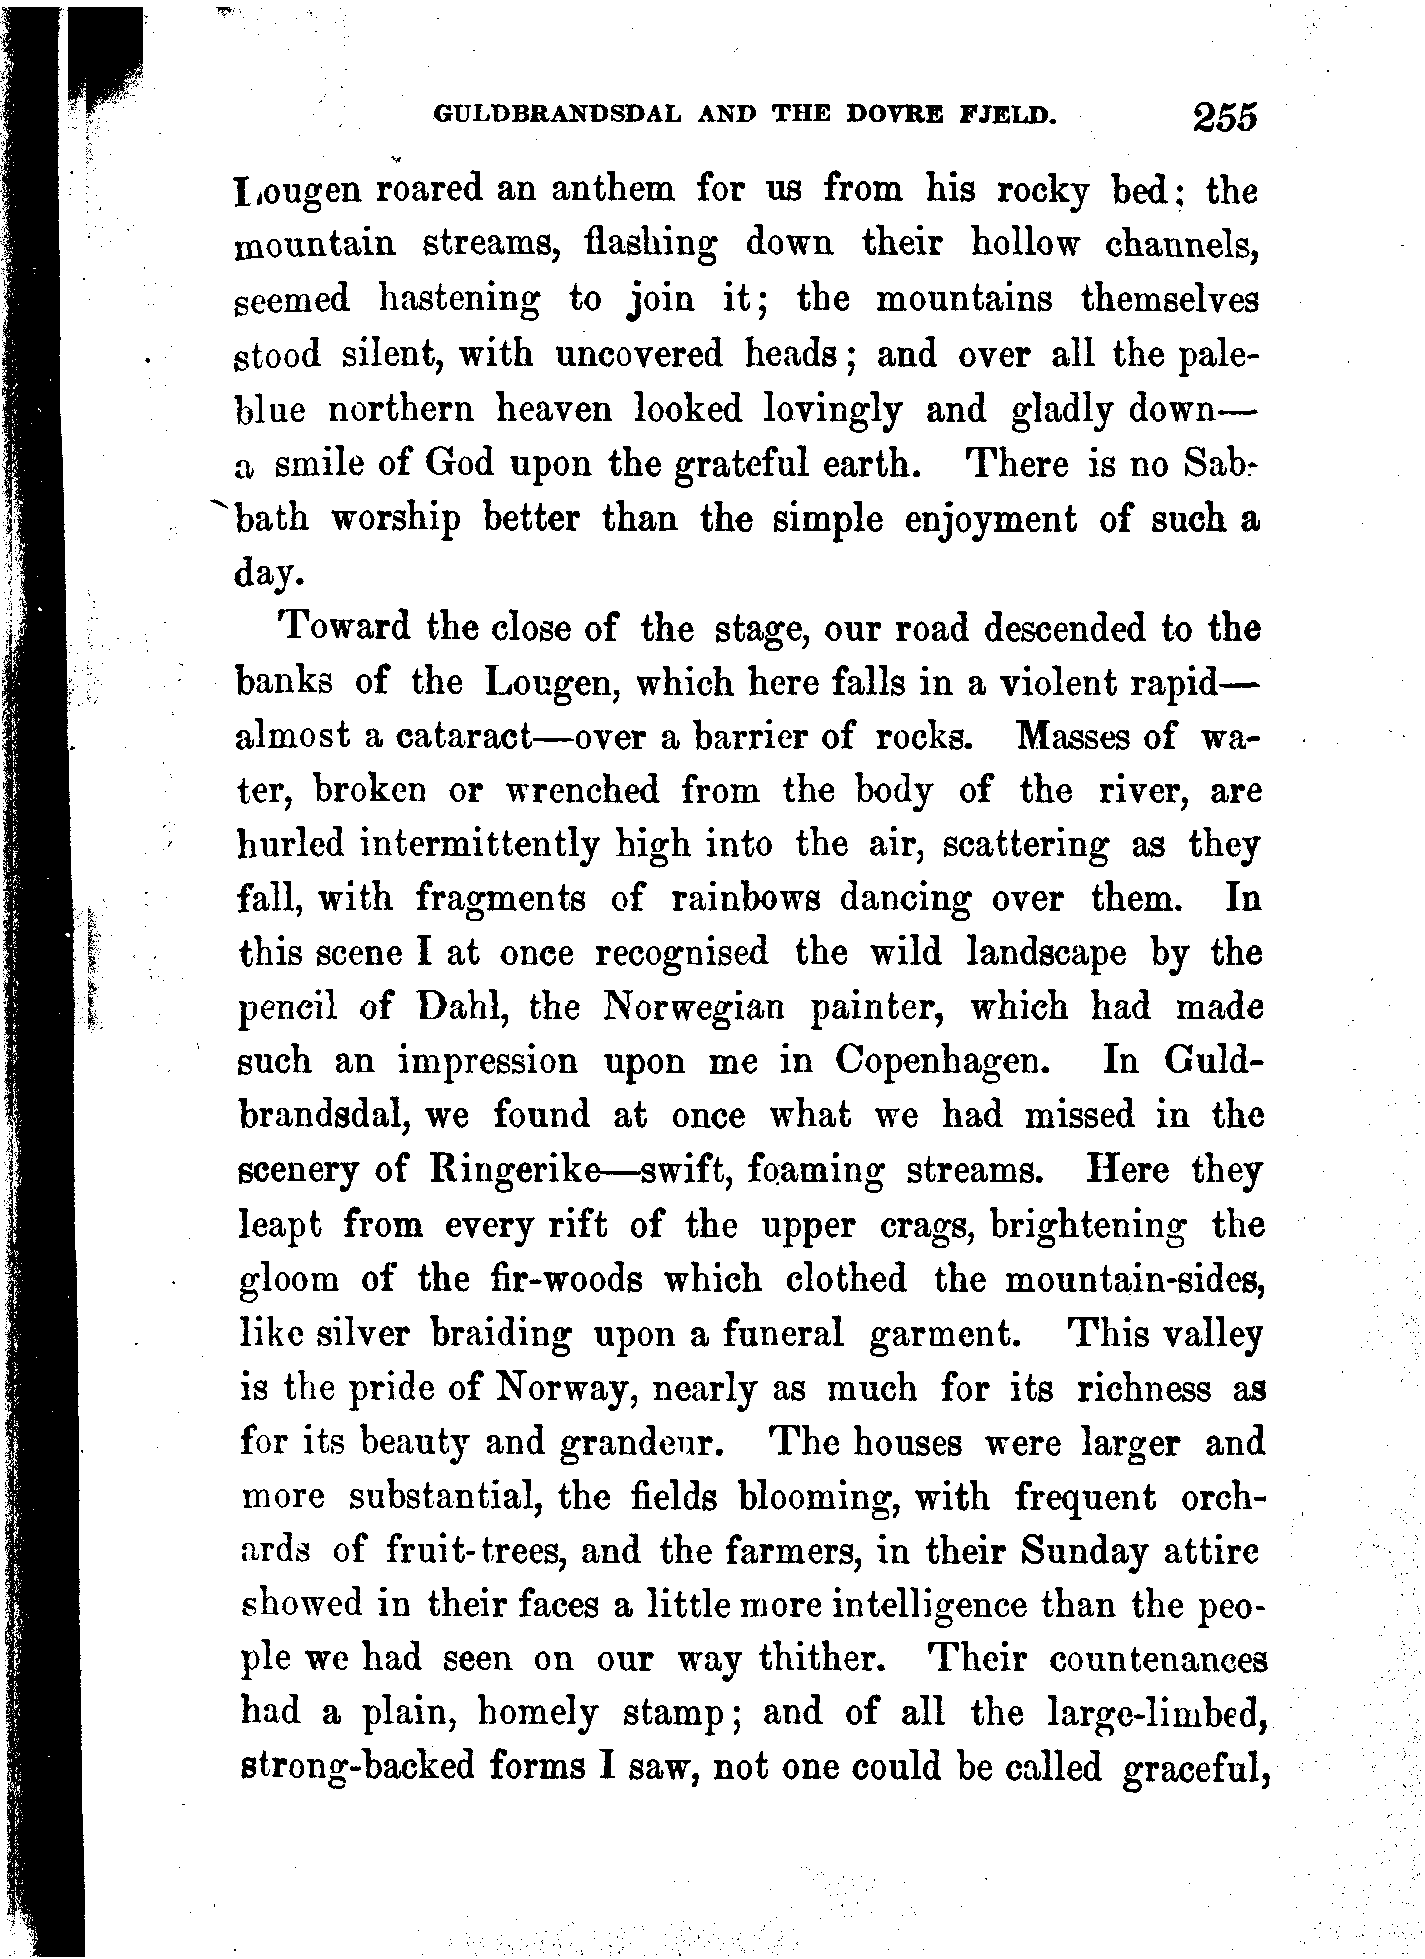 GULDBRANDSDAL AND THE DOVRE FJELD. 255
Lougen roared an anthem for us from his rocky bed; the
mountain streams, flashing down their hollow channels,
seemed hastening to join it; the mountains themselves
stood silent, with uncovered heads; and over all the pale-
blue northern heaven looked lovingly and gladly down—
a smile of God upon the grateful earth. There is no Sab-
bath worship better than the simple enjoyment of such a
day.
Toward the close of the stage, our road descended to the
banks of the Lougen, which here falls in a violent rapid—
almost a cataract—over a barrier of rocks. Masses of wa-
ter, broken or wrenched from the body of the river, are
hurled intermittently high into the air, scattering as they
fall, with fragments of rainbows dancing over them. In
this scene I at once recognised the wild landscape by the
pencil of Dahl, the Norwegian painter, which had made
such an impression upon me in Copenhagen. In Guld-
brandsdal, we found at once what we had missed in the
scenery of Ringerike—swift, foaming streams. Here they
leapt from every rift of the upper crags, brightening the
gloom of the fir-woods which clothed the mountain-sides,
like silver braiding upon a funeral garment. This valley
is the pride of Norway, nearly as much for its richness as
for its beauty and grandeur. The houses were larger and
more substantial, the fields blooming, with frequent orch-
ards of fruit-trees, and the farmers, in their Sunday attire
showed in their faces a little more intelligence than the peo-
ple we had seen on our way thither. Their countenances
had a plain, homely stamp; and of all the large-limbed,
strong-backed forms I saw, not one could be called graceful,